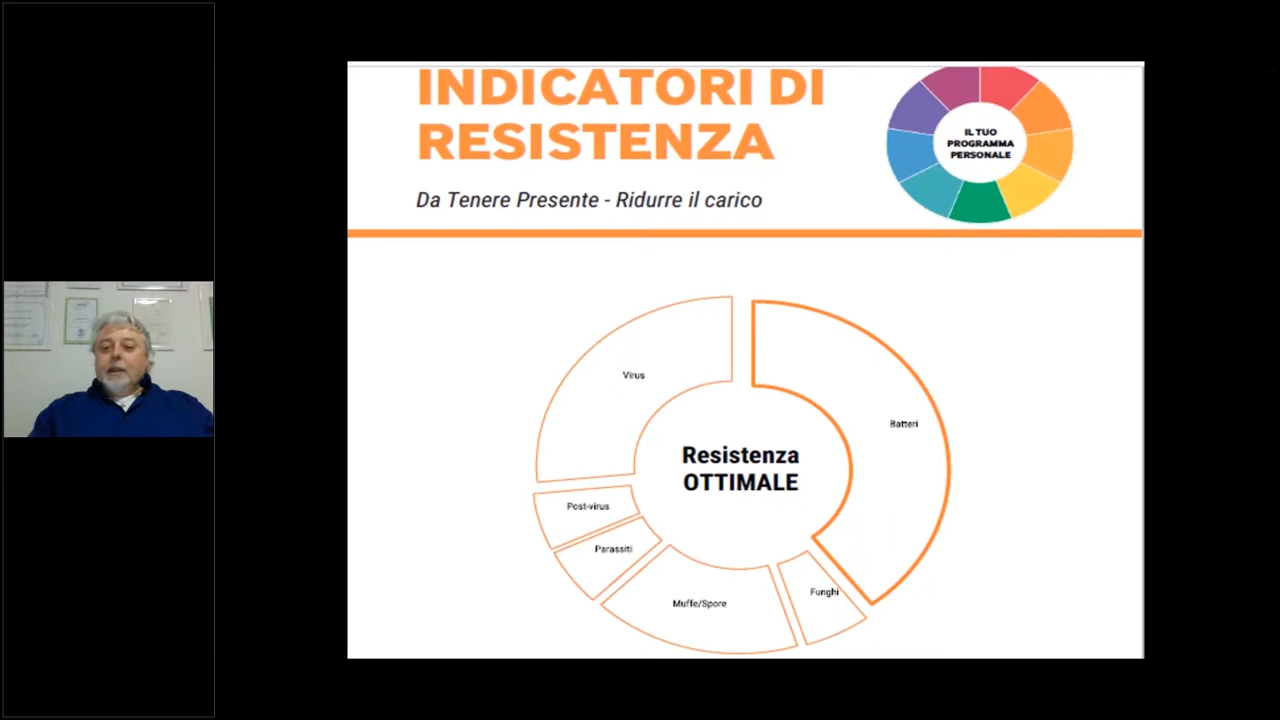 INDICATORI DI
RESISTENZA
Da Tenere Presente - Ridurre il carico
IL TUO
PROGRAMMA
PERSONALE
Virus
Batteri
Resistenza
OTTIMALE
Post-virus
Parassiti
Muffe/Spore
Funghi